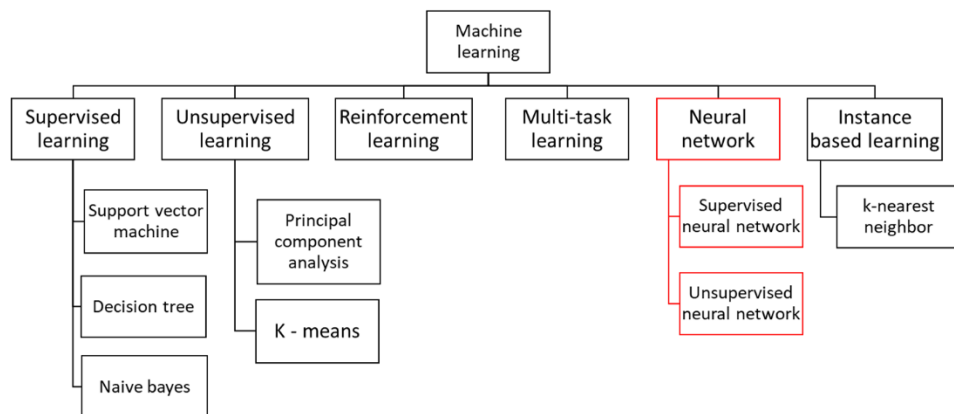 Machine
learning
Supervised
learning
Unsupervised
learning
Reinforcement
learning
Multi-task
learning
Neural
network
Instance
based learning
Support vector
machine
Decision tree
Naive bayes
Principal
component
analysis
K - means
Supervised
neural network
Unsupervised
neural network
k-nearest
neighbor